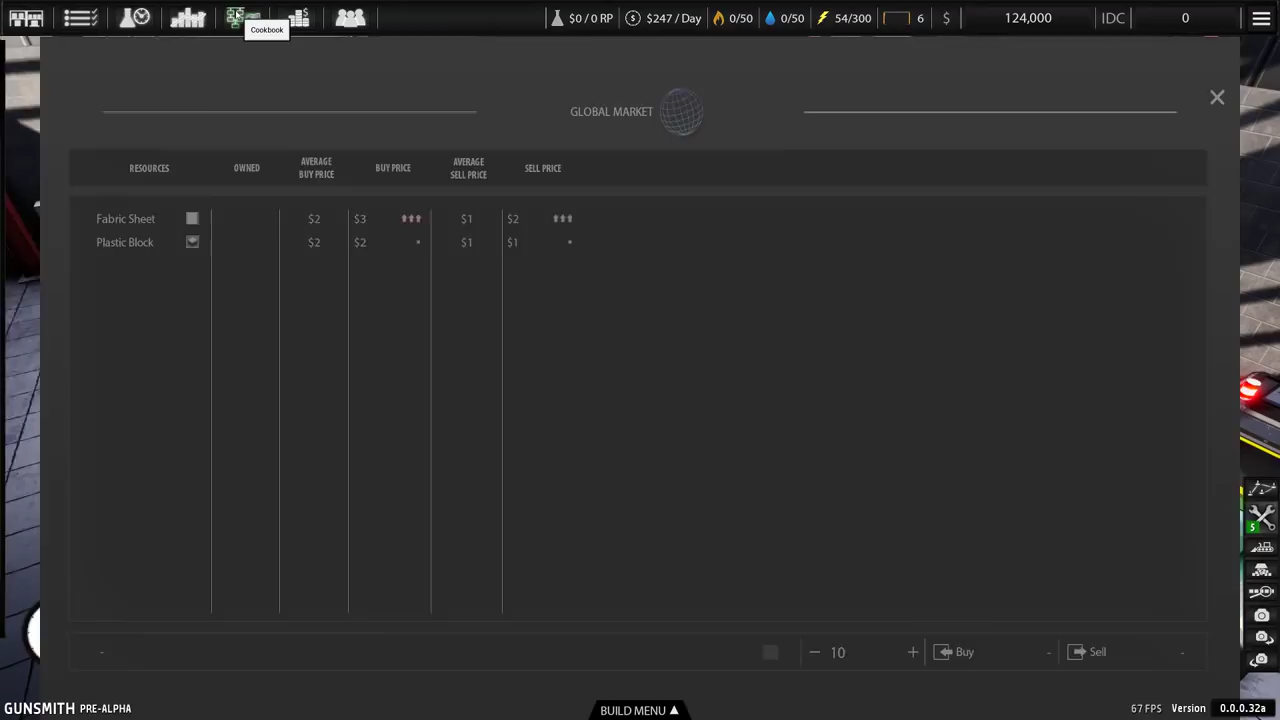 $0/0 RP $247/Day 0/50 0/50 54/300 6 $ 124,000 IDC 0
Cookbook
GLOBAL MARKET
RESOURCES OWNED AVERAGE BUY PRICE BUY PRICE AVERAGE SELL PRICE SELL PRICE
Fabric Sheet $2 $3 $1 $2
Plastic Block $2 $2 $1 $1
5
- − 10 + Buy - Sell -
GUNSMITH PRE-ALPHA BUILD MENU ▲ 67 FPS Version 0.0.0.32a